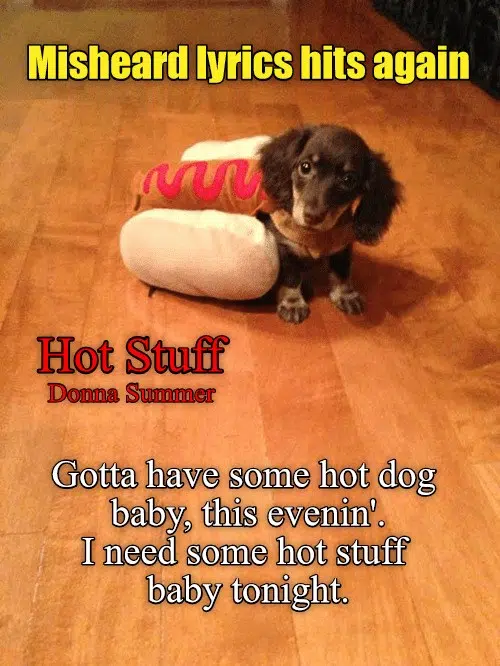 Misheard lyrics hits again
Hot Stuff
Donna Summer
Gotta have some hot dog
baby, this evenin'.
I need some hot stuff
baby tonight.